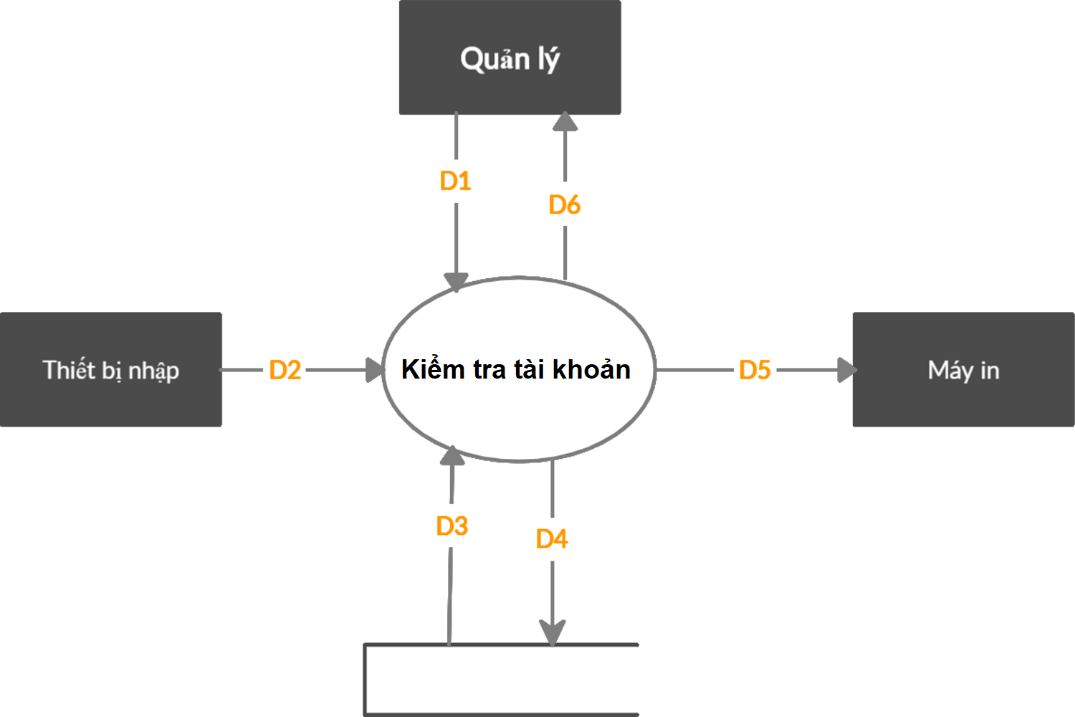 Quản lý
D1
D6
Thiết bị nhập
D2
Kiểm tra tài khoản
D5
Máy in
D3
D4